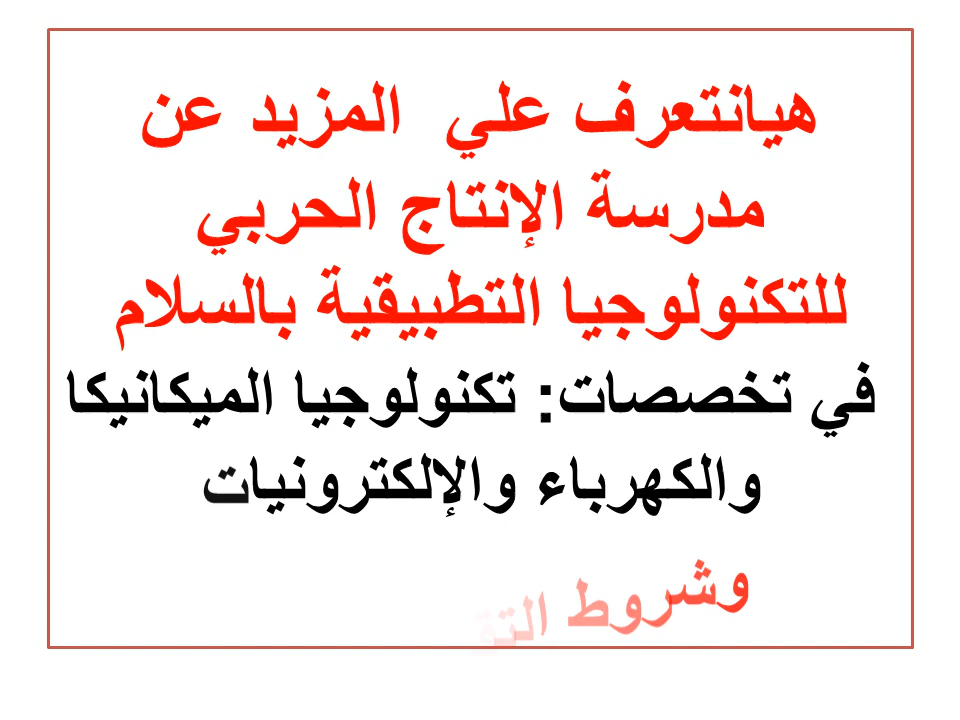 هيانتعرف علي المزيد عن
مدرسة الإنتاج الحربي
للتكنولوجيا التطبيقية بالسلام
في تخصصات: تكنولوجيا الميكانيكا
والكهرباء والإلكترونيات
وشروط